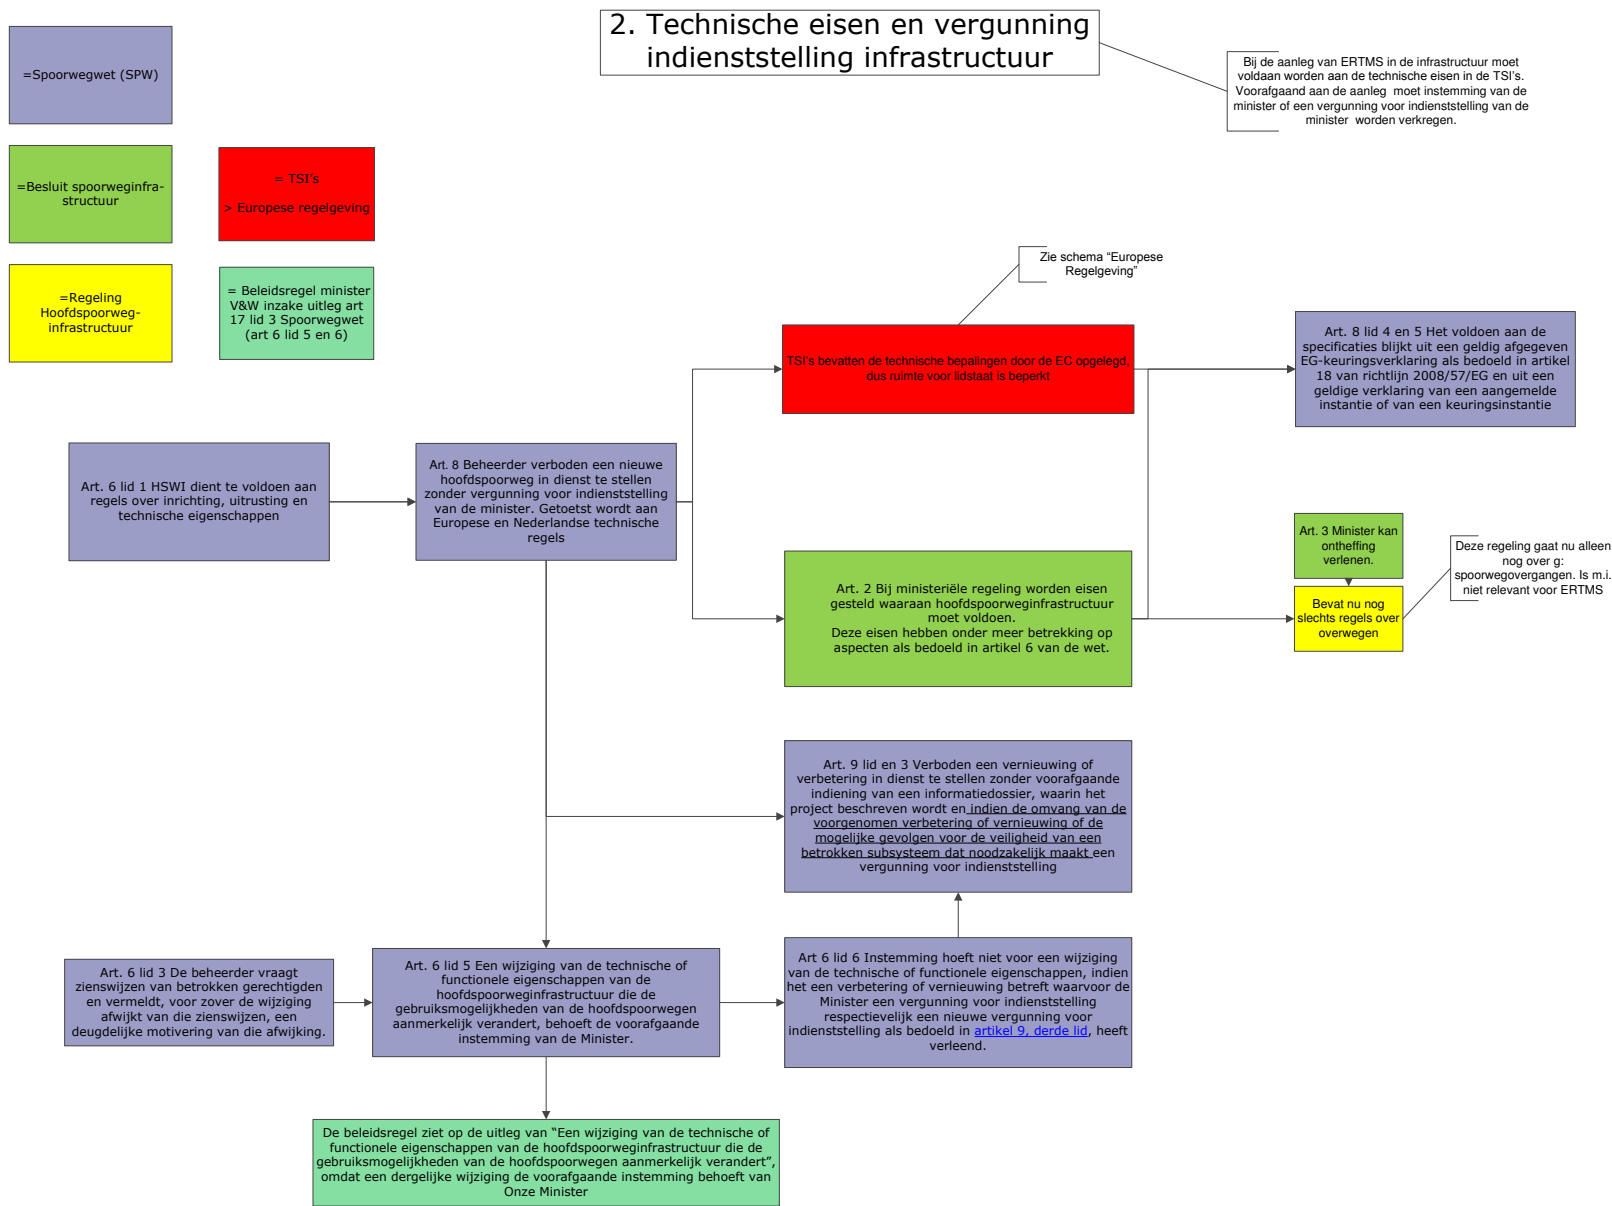 2. Technische eisen en vergunning
indienststelling infrastructuur
Bij de aanleg van ERTMS in de infrastructuur moet
voldaan worden aan de technische eisen in de TSI's.
Voorafgaand aan de aanleg moet instemming van de
minister of een vergunning voor indienststelling van de
minister worden verkregen.
=Spoorwegwet (SPW)
=Besluit spoorweginfra-
structuur
= TSI's
> Europese regelgeving
=Regeling
Hoofdspoorweg-
infrastructuur
= Beleidsregel minister
V&W inzake uitleg art
17 lid 3 Spoorwegwet
(art 6 lid 5 en 6)
Zie schema “Europese
Regelgeving”
TSI's bevatten de technische bepalingen door de EC opgelegd,
dus ruimte voor lidstaat is beperkt
Art. 8 lid 4 en 5 Het voldoen aan de
specificaties blijkt uit een geldig afgegeven
EG-keuringsverklaring als bedoeld in artikel
18 van richtlijn 2008/57/EG en uit een
geldige verklaring van een aangemelde
instantie of van een keuringsinstantie
Art. 6 lid 1 HSWI dient te voldoen aan
regels over inrichting, uitrusting en
technische eigenschappen
Art. 8 Beheerder verboden een nieuwe
hoofdspoorweg in dienst te stellen
zonder vergunning voor indienststelling
van de minister. Getoetst wordt aan
Europese en Nederlandse technische
regels
Art. 2 Bij ministeriële regeling worden eisen
gesteld waaraan hoofdspoorweginfrastructuur
moet voldoen.
Deze eisen hebben onder meer betrekking op
aspecten als bedoeld in artikel 6 van de wet.
Art. 3 Minister kan
ontheffing
verlenen.
Bevat nu nog
slechts regels over
overwegen
Deze regeling gaat nu alleen
nog over g:
spoorwegovergangen. Is m.i.
niet relevant voor ERTMS
Art. 9 lid en 3 Verboden een vernieuwing of
verbetering in dienst te stellen zonder voorafgaande
indiening van een informatiedossier, waarin het
project beschreven wordt en indien de omvang van de
voorgenomen verbetering of vernieuwing of de
mogelijke gevolgen voor de veiligheid van een
betrokken subsysteem dat noodzakelijk maakt een
vergunning voor indienststelling
Art. 6 lid 3 De beheerder vraagt
zienswijzen van betrokken gerechtigden
en vermeldt, voor zover de wijziging
afwijkt van die zienswijzen, een
deugdelijke motivering van die afwijking.
Art. 6 lid 5 Een wijziging van de technische of
functionele eigenschappen van de
hoofdspoorweginfrastructuur die de
gebruiksmogelijkheden van de hoofdspoorwegen
aanmerkelijk verandert, behoeft de voorafgaande
instemming van de Minister.
Art 6 lid 6 Instemming hoeft niet voor een wijziging
van de technische of functionele eigenschappen, indien
het een verbetering of vernieuwing betreft waarvoor de
Minister een vergunning voor indienststelling
respectievelijk een nieuwe vergunning voor
indienststelling als bedoeld in artikel 9, derde lid, heeft
verleend.
De beleidsregel ziet op de uitleg van “Een wijziging van de technische of
functionele eigenschappen van de hoofdspoorweginfrastructuur die de
gebruiksmogelijkheden van de hoofdspoorwegen aanmerkelijk verandert”,
omdat een dergelijke wijziging de voorafgaande instemming behoeft van
Onze Minister